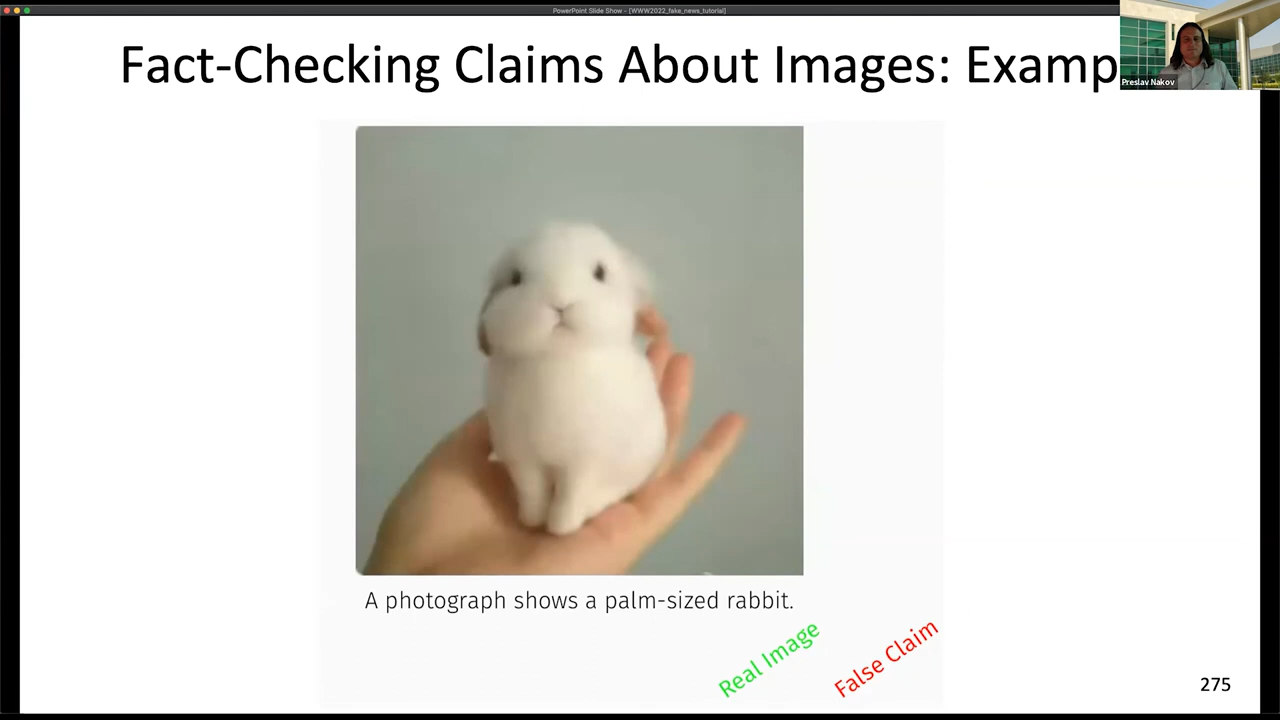 PowerPoint Slide Show - [WWW2022_fake_news_tutorial]
Fact-Checking Claims About Images: Examp
Preslav Nakov
A photograph shows a palm-sized rabbit.
Real Image
False Claim
275